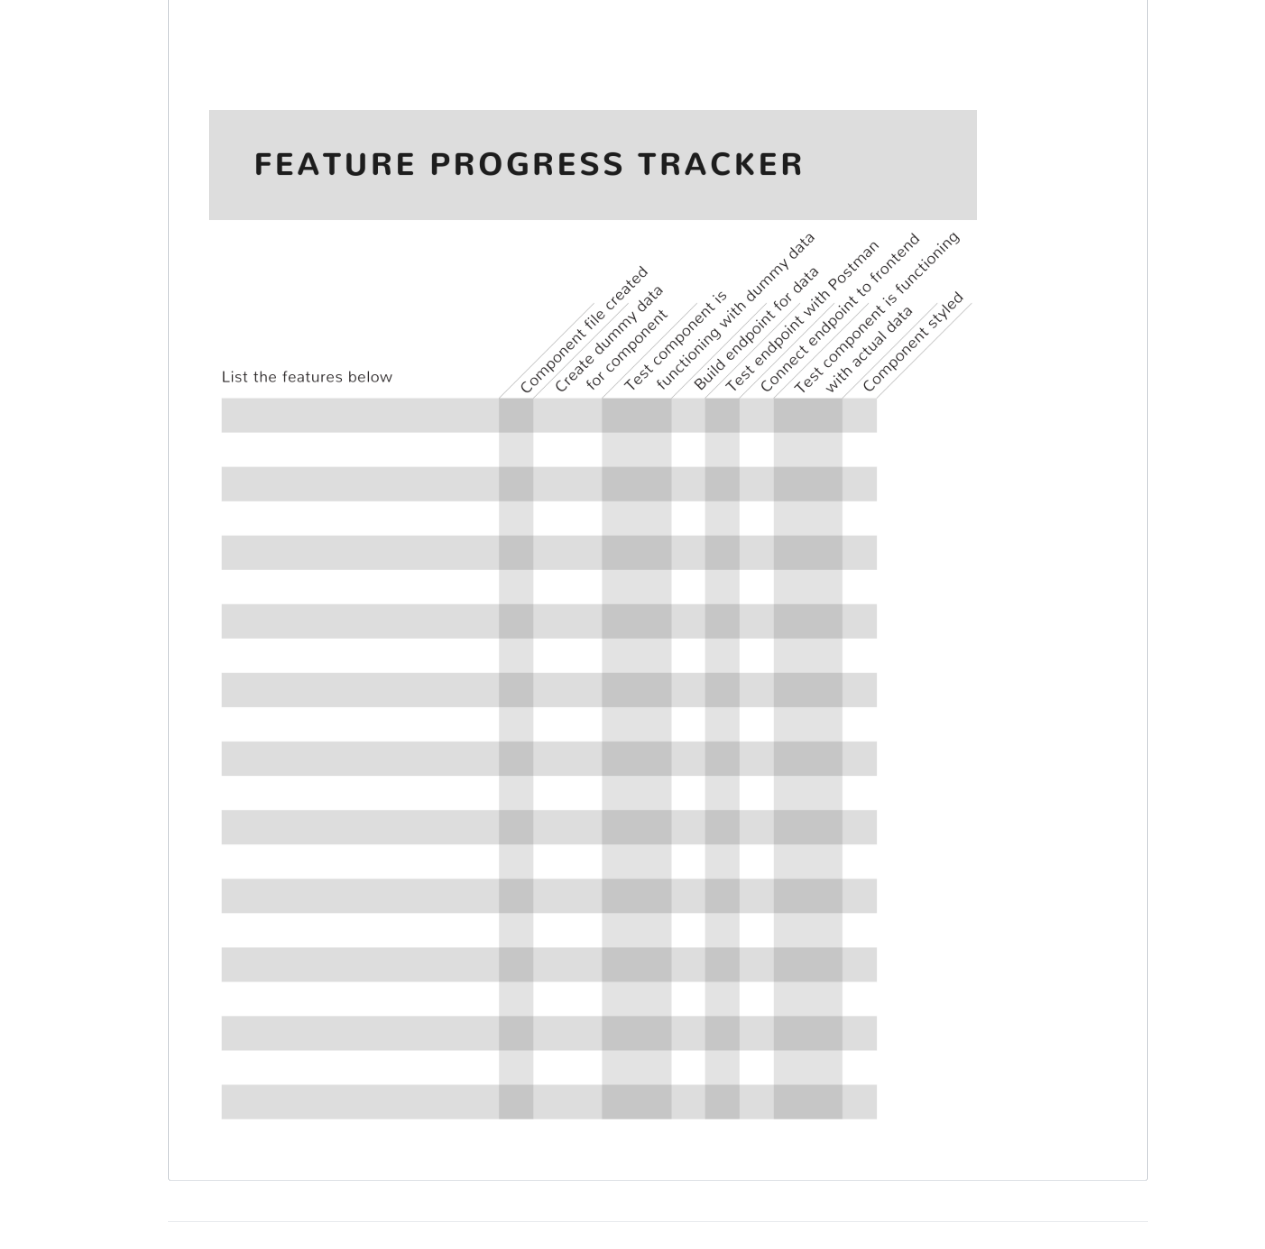 FEATURE PROGRESS TRACKER
List the features below
Component file created
Create dummy data
for component
Test component is
functioning with dummy data
Build endpoint for data
Test endpoint with Postman
Connect endpoint to frontend
Test component is functioning
with actual data
Component styled